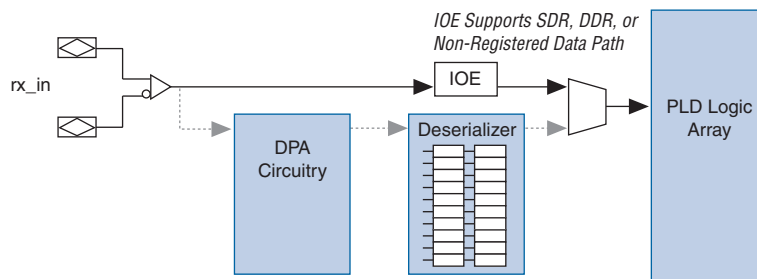 IOE Supports SDR, DDR, or
Non-Registered Data Path
rx_in
IOE
PLD Logic
Array
DPA
Circuitry
Deserializer